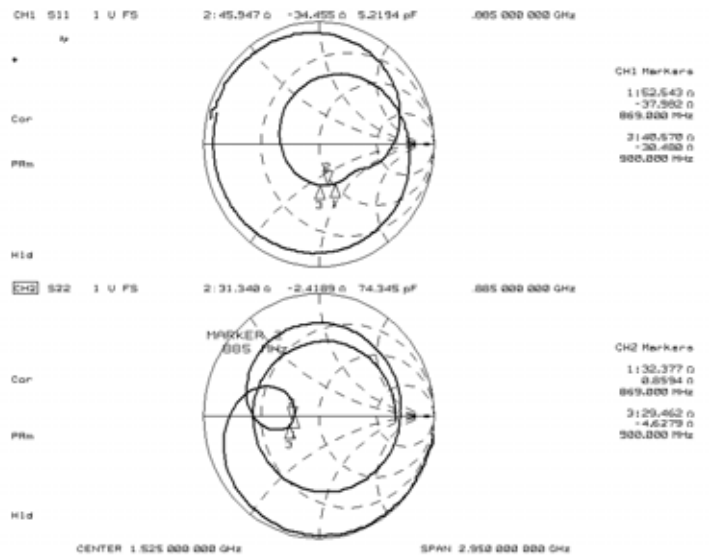 CH1 S11 1 U FS 2:45.947 Ω -34.455 Ω 5.2194 pF .885 000 000 GHz
CH1 Markers
1:52.543 Ω
-37.982 Ω
869.000 MHz
3:40.570 Ω
-30.480 Ω
900.000 MHz
Cor
PRm
Hld
CH2 S22 1 U FS 2:31.340 Ω -2.4189 Ω 74.345 pF .885 000 000 GHz
MARKER 2
885 MHz
CH2 Markers
1:32.377 Ω
0.8594 Ω
869.000 MHz
3:29.462 Ω
-4.6279 Ω
900.000 MHz
Cor
PRm
Hld
CENTER 1.525 000 000 GHz SPAN 2.950 000 000 GHz